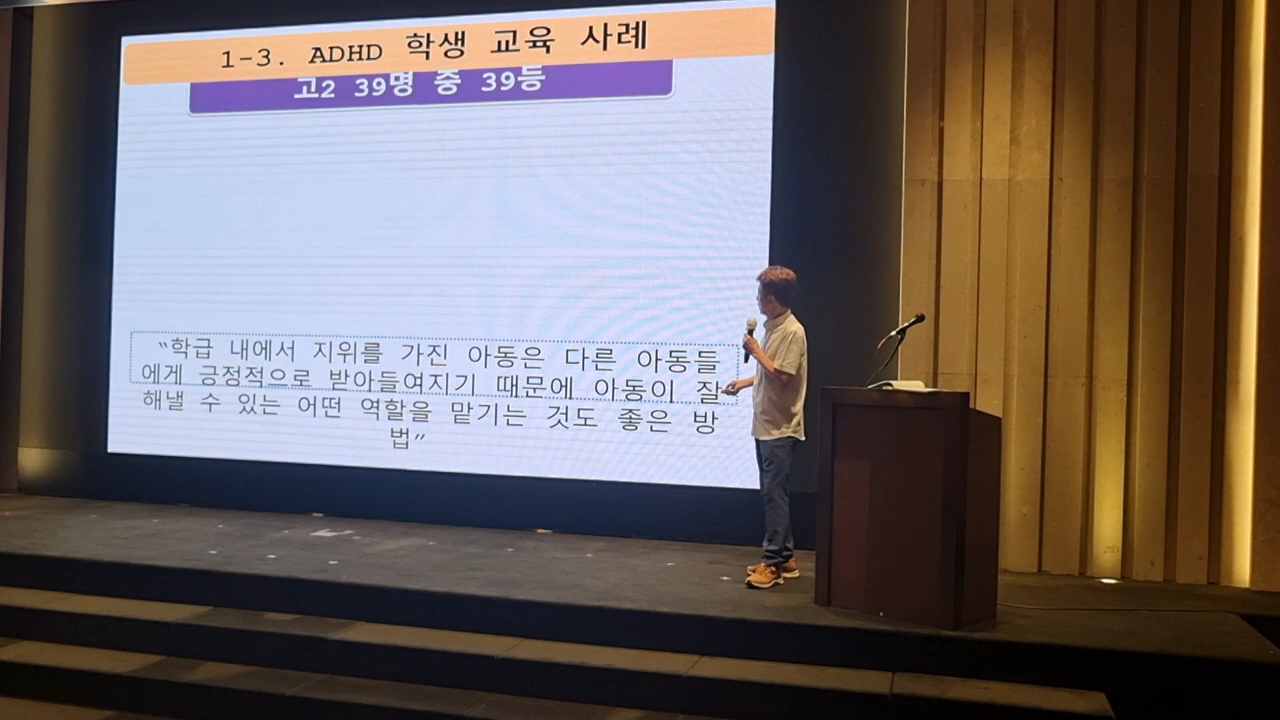 1-3. ADHD 학생 교육 사례
고2 39명 중 39등
“학급 내에서 지위를 가진 아동은 다른 아동들
에게 긍정적으로 받아들여지기 때문에 아동이 잘
해낼 수 있는 어떤 역할을 맡기는 것도 좋은 방
법”